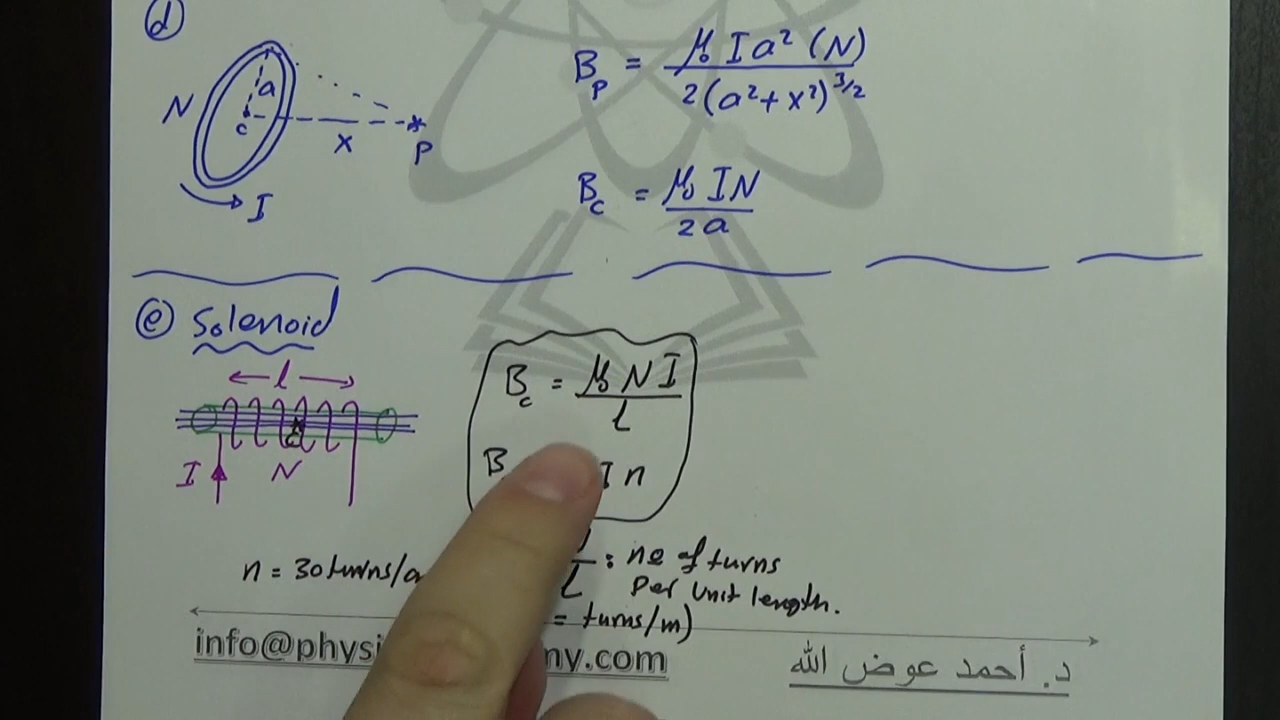 d
N a c x P
I
B_P = μ₀ I a² (N) / 2(a² + x²)^3/2
B_c = μ₀ I N / 2a
e Solenoid
← l →
c
I N
B_c = μ₀ N I / L
B I n
n = 30 turns/ L : no of turns
Per Unit length.
= turns/m)
info@physi ny.com
د. أحمد عوض الله